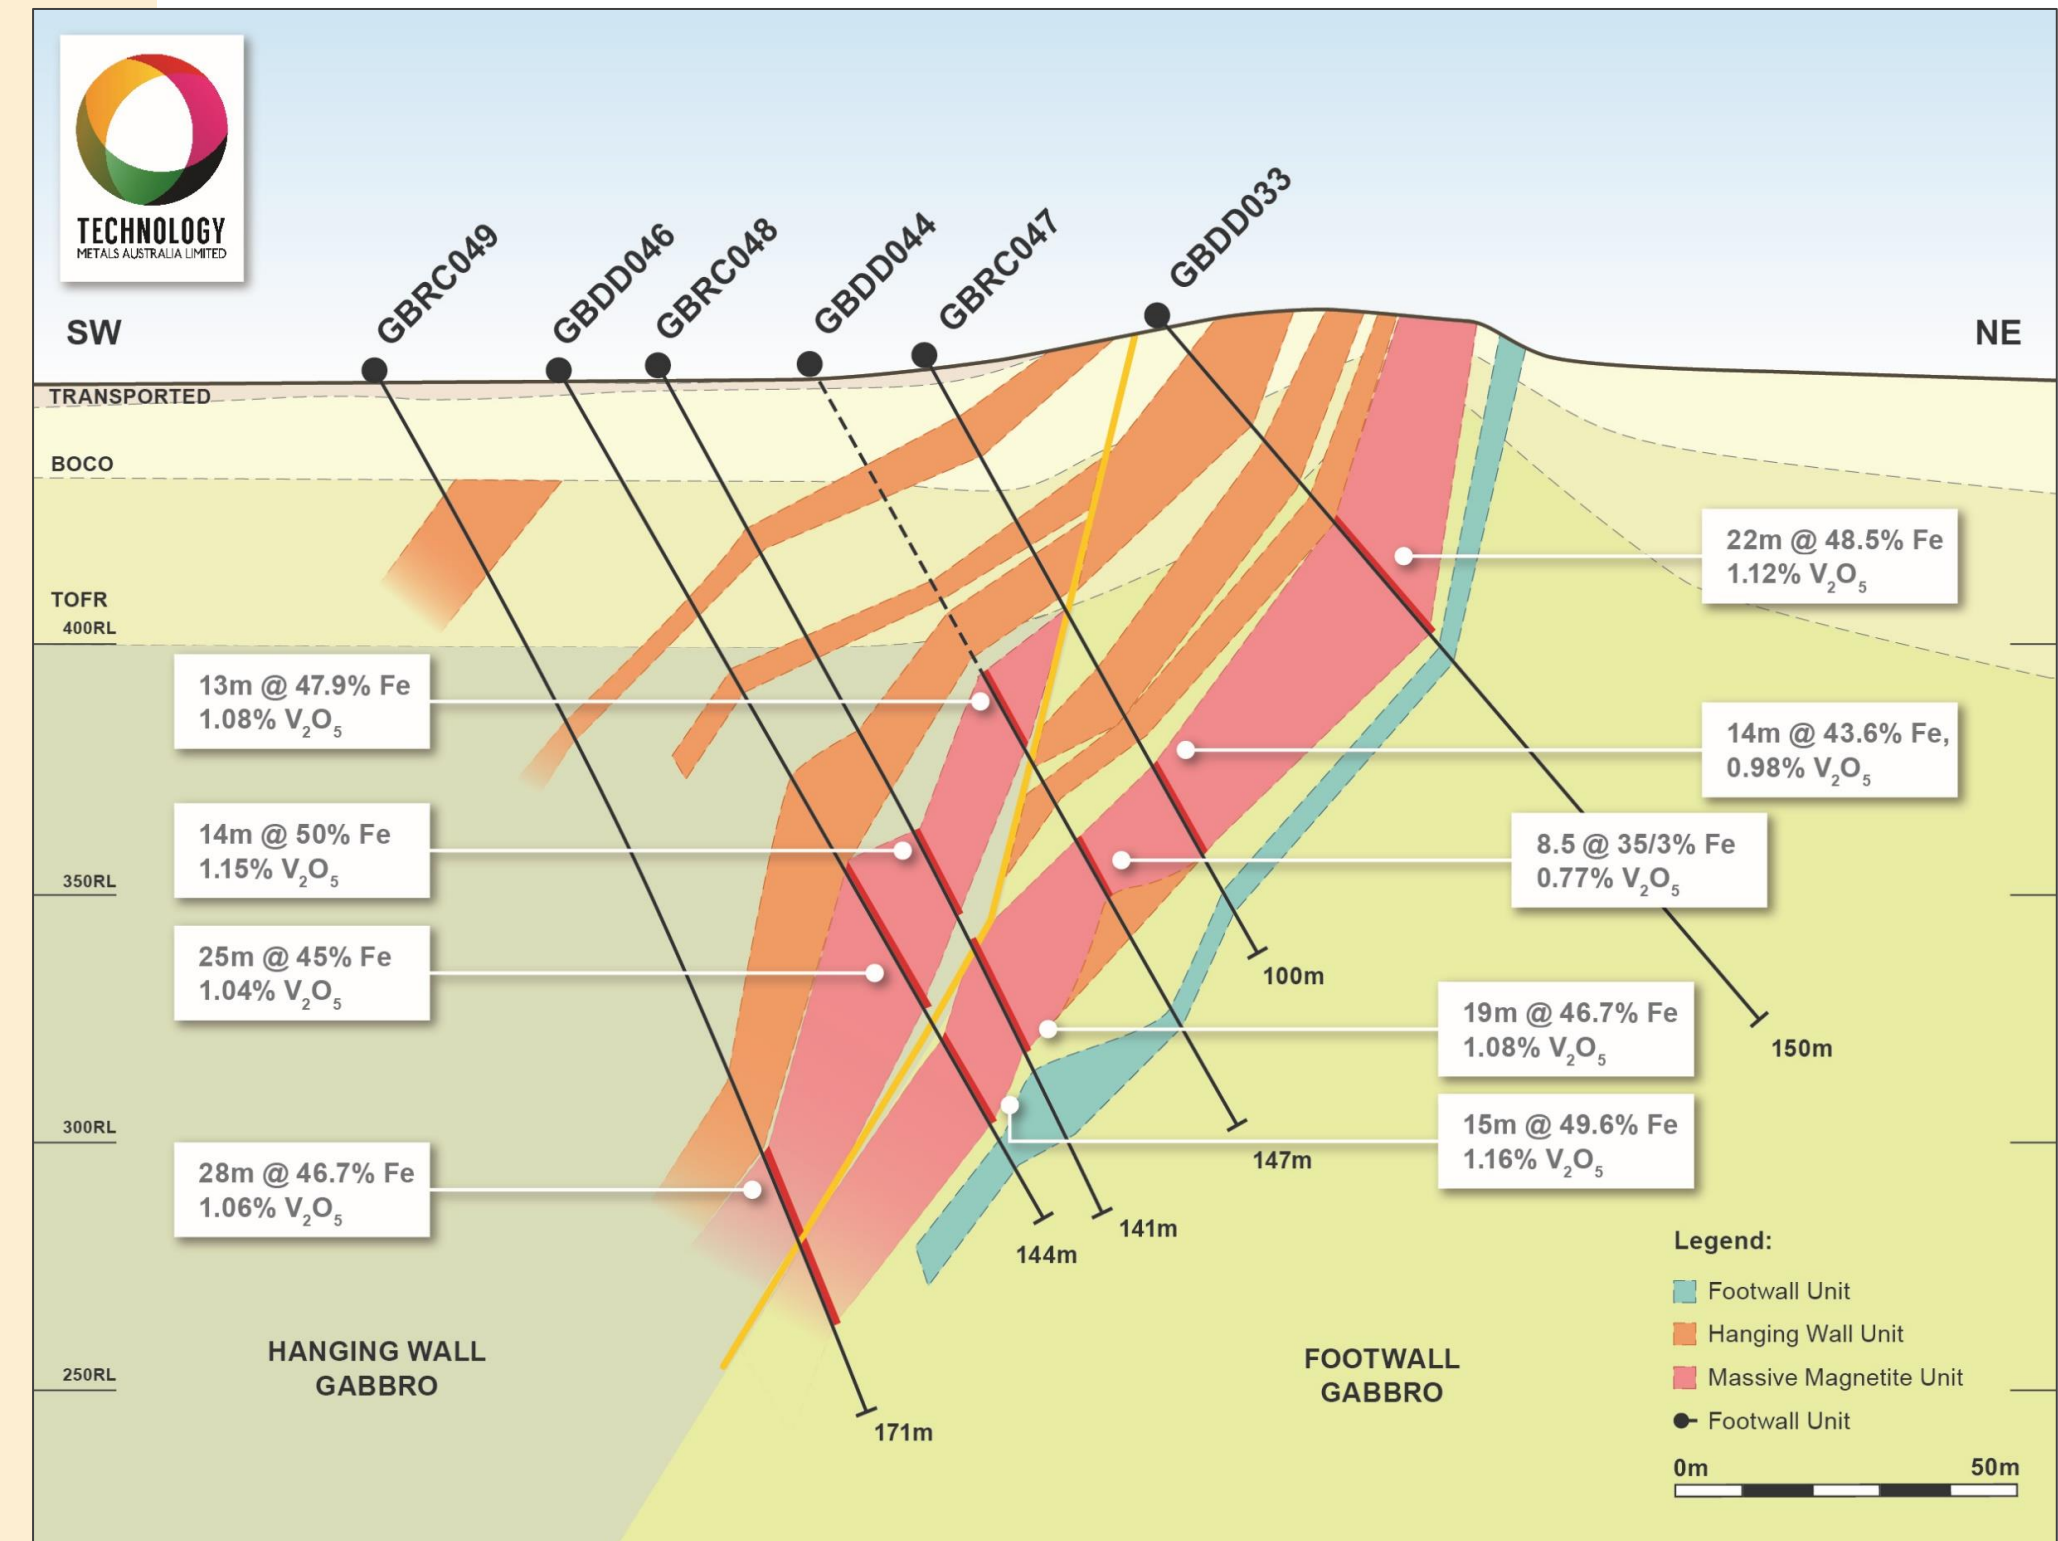 TECHNOLOGY
METALS AUSTRALIA LIMITED
GBRC049
GBDD046
GBRC048
GBDD044
GBRC047
GBDD033
SW
NE
TRANSPORTED
BOCO
TOFR
400RL
350RL
300RL
250RL
13m @ 47.9% Fe
1.08% V₂O₅
14m @ 50% Fe
1.15% V₂O₅
25m @ 45% Fe
1.04% V₂O₅
28m @ 46.7% Fe
1.06% V₂O₅
22m @ 48.5% Fe
1.12% V₂O₅
14m @ 43.6% Fe,
0.98% V₂O₅
8.5 @ 35/3% Fe
0.77% V₂O₅
19m @ 46.7% Fe
1.08% V₂O₅
15m @ 49.6% Fe
1.16% V₂O₅
100m
150m
147m
141m
144m
171m
HANGING WALL
GABBRO
FOOTWALL
GABBRO
Legend:
Footwall Unit
Hanging Wall Unit
Massive Magnetite Unit
Footwall Unit
0m 50m